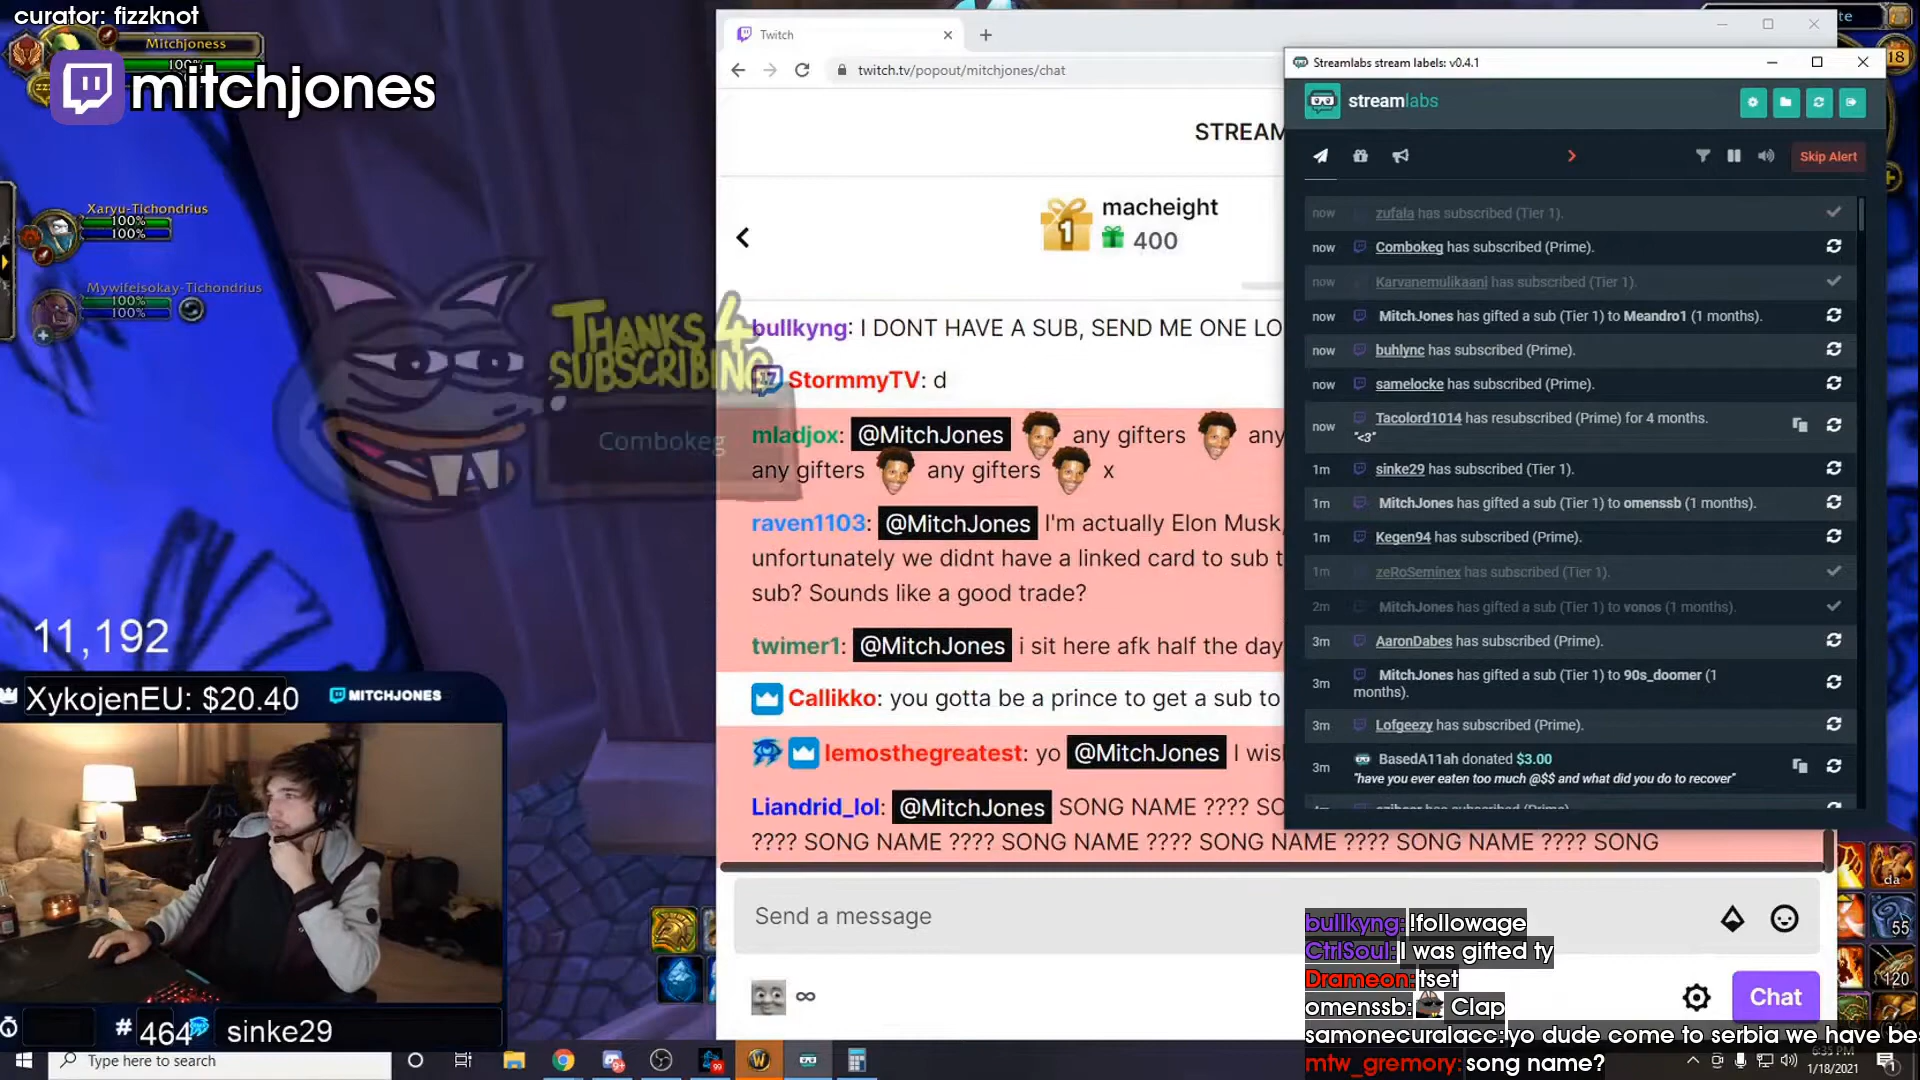 curator: fizzknot
Mitchjoness
100%
mitchjones
Xaryu-Tichondrius
100%
100%
Mywifeisokay-Tichondrius
100%
100%
THANKS 4
SUBSCRIBING
Combokeg
11,192
XykojenEU: $20.40
MITCHJONES
# 464
sinke29
Type here to search
Twitch
twitch.tv/popout/mitchjones/chat
STREAM
1
macheight
400
bullkyng: I DONT HAVE A SUB, SEND ME ONE LO
StormmyTV: d
mladjox: @MitchJones any gifters any
any gifters any gifters x
raven1103: @MitchJones I'm actually Elon Musk,
unfortunately we didnt have a linked card to sub t
sub? Sounds like a good trade?
twimer1: @MitchJones i sit here afk half the day
Callikko: you gotta be a prince to get a sub to
lemosthegreatest: yo @MitchJones I wis
Liandrid_lol: @MitchJones SONG NAME ???? SO
???? SONG NAME ???? SONG NAME ???? SONG NAME ???? SONG NAME ???? SONG
Send a message
∞
Chat
Streamlabs stream labels: v0.4.1
streamlabs
Skip Alert
now zufala has subscribed (Tier 1).
now Combokeg has subscribed (Prime).
now Karvanemulikaani has subscribed (Tier 1).
now MitchJones has gifted a sub (Tier 1) to Meandro1 (1 months).
now buhlync has subscribed (Prime).
now samelocke has subscribed (Prime).
now Tacolord1014 has resubscribed (Prime) for 4 months.
"<3"
1m sinke29 has subscribed (Tier 1).
1m MitchJones has gifted a sub (Tier 1) to omenssb (1 months).
1m Kegen94 has subscribed (Prime).
1m zeRoSeminex has subscribed (Tier 1).
2m MitchJones has gifted a sub (Tier 1) to vonos (1 months).
3m AaronDabes has subscribed (Prime).
3m MitchJones has gifted a sub (Tier 1) to 90s_doomer (1
months).
3m Lofgeezy has subscribed (Prime).
3m BasedA11ah donated $3.00
"have you ever eaten too much @$$ and what did you do to recover"
bullkyng: !followage
CtrlSoul: I was gifted ty
Drameon: tset
omenssb: Clap
samonecuralacc: yo dude come to serbia we have bes
mtw_gremory: song name?
18
da
55
120
99
6:35 PM
1/18/2021